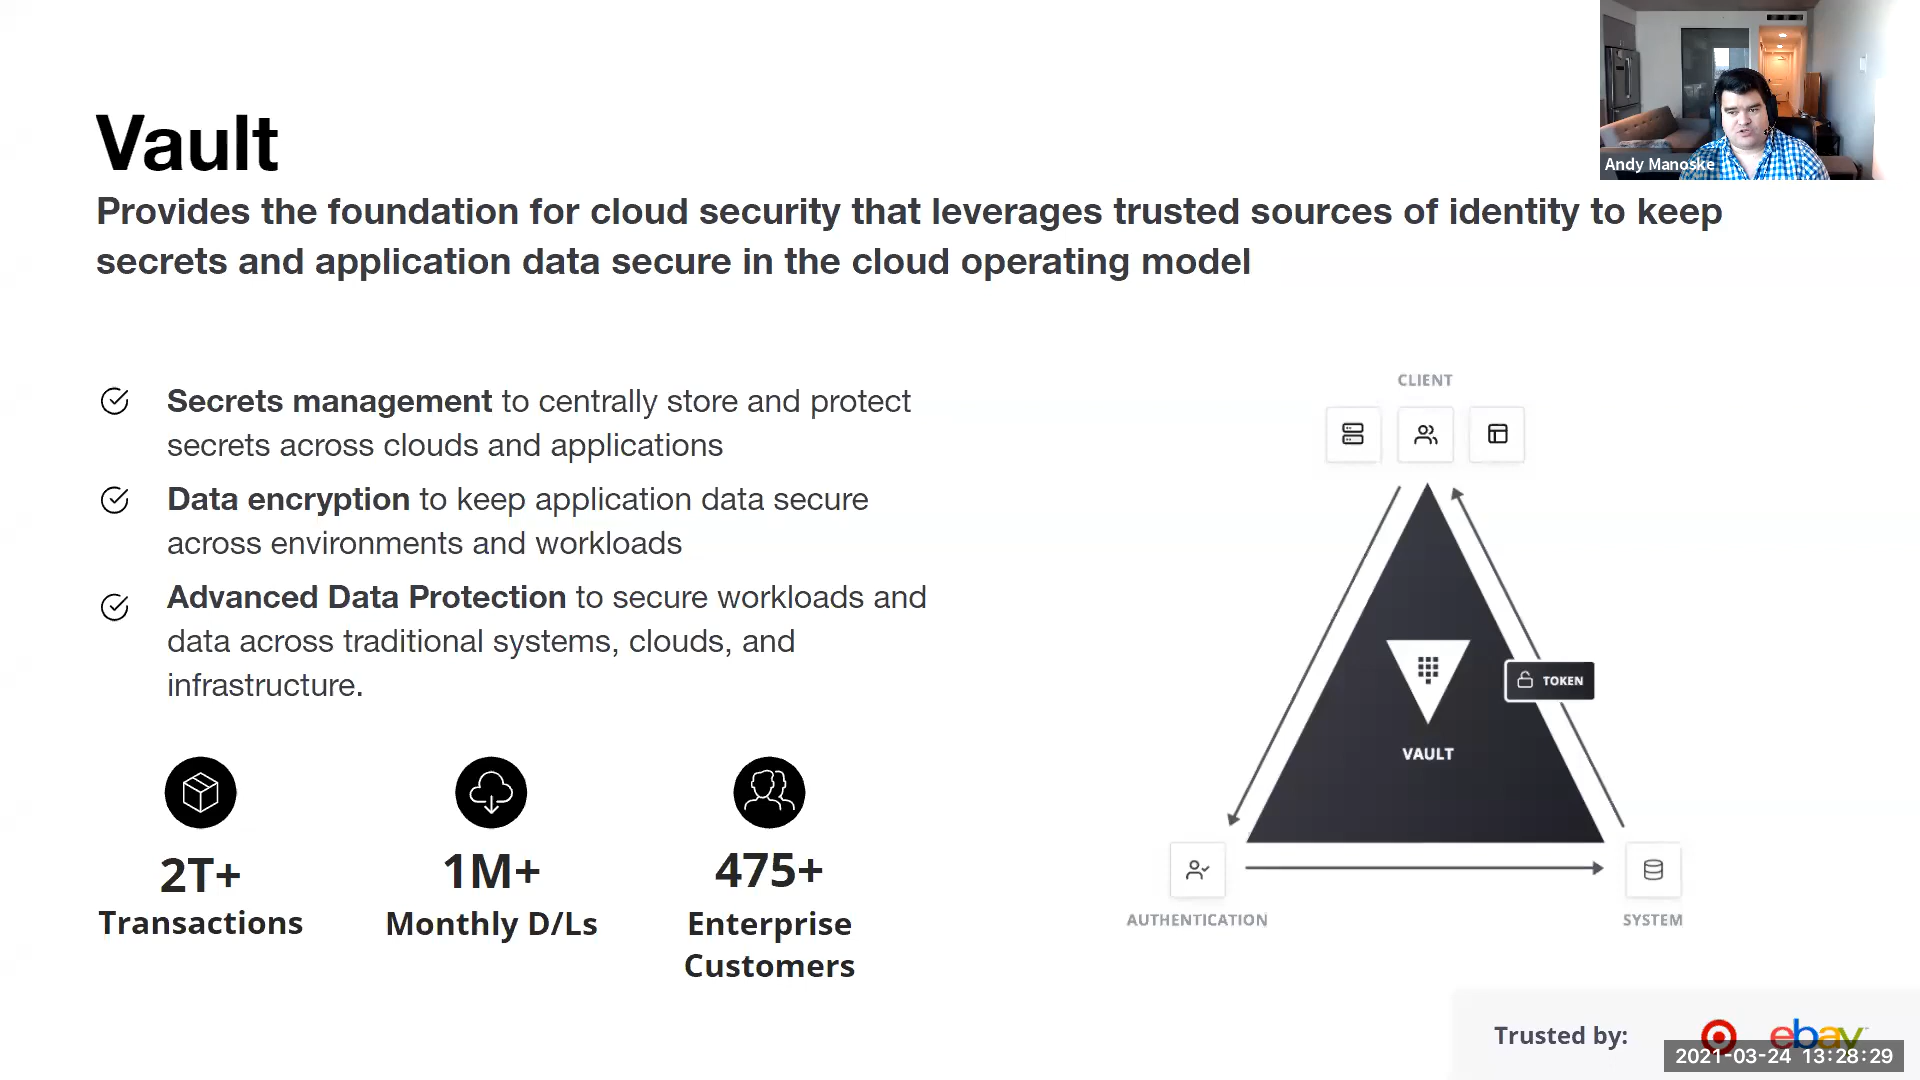 Vault
Provides the foundation for cloud security that leverages trusted sources of identity to keep
secrets and application data secure in the cloud operating model
Andy Manoske
Secrets management to centrally store and protect
secrets across clouds and applications
Data encryption to keep application data secure
across environments and workloads
Advanced Data Protection to secure workloads and
data across traditional systems, clouds, and
infrastructure.
2T+
Transactions
1M+
Monthly D/Ls
475+
Enterprise
Customers
CLIENT
TOKEN
VAULT
AUTHENTICATION
SYSTEM
Trusted by:
ebay
2021-03-24 13:28:29